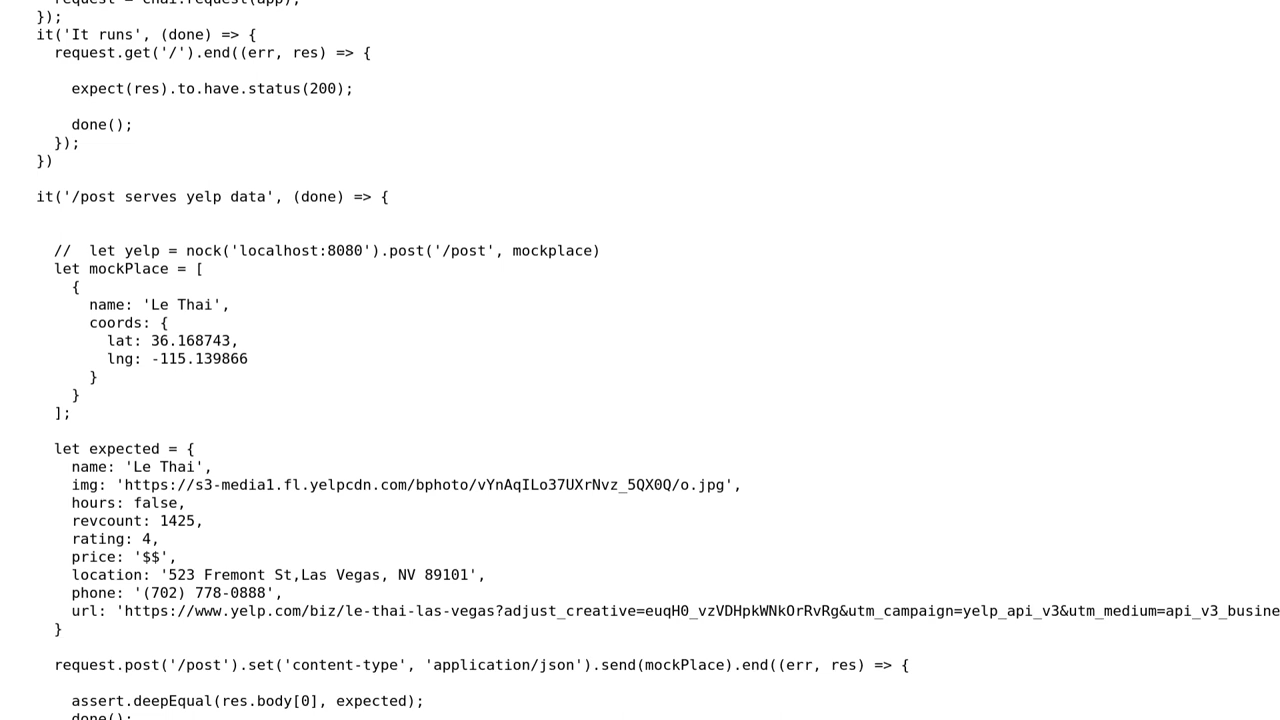 request = chai.request(app);
});
it('It runs', (done) => {
request.get('/').end((err, res) => {
expect(res).to.have.status(200);
done();
});
})
it('/post serves yelp data', (done) => {
//  let yelp = nock('localhost:8080').post('/post', mockplace)
let mockPlace = [
{
name: 'Le Thai',
coords: {
lat: 36.168743,
lng: -115.139866
}
}
];
let expected = {
name: 'Le Thai',
img: 'https://s3-media1.fl.yelpcdn.com/bphoto/vYnAqILo37UXrNvz_5QX0Q/o.jpg',
hours: false,
revcount: 1425,
rating: 4,
price: '$$',
location: '523 Fremont St,Las Vegas, NV 89101',
phone: '(702) 778-0888',
url: 'https://www.yelp.com/biz/le-thai-las-vegas?adjust_creative=euqH0_vzVDHpkWNkOrRvRg&utm_campaign=yelp_api_v3&utm_medium=api_v3_busine
}
request.post('/post').set('content-type', 'application/json').send(mockPlace).end((err, res) => {
assert.deepEqual(res.body[0], expected);
done();